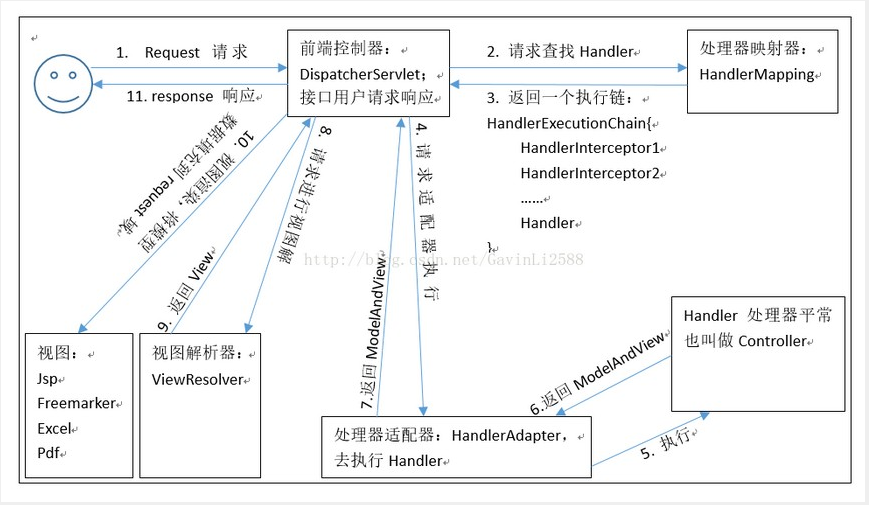 1. Request 请求
11. response 响应
前端控制器：
DispatcherServlet；
接口用户请求响应
2. 请求查找 Handler
3. 返回一个执行链：
HandlerExecutionChain{
HandlerInterceptor1
HandlerInterceptor2
……
Handler
}
处理器映射器：
HandlerMapping
10. 视图渲染，将模型
数据填充到 request 域
9. 返回 View
8. 请求进行视图解
4. 请求适配器执行
7.返回 ModelAndView
http://blog.csdn.net/GavinLi2588
视图：
Jsp
Freemarker
Excel
Pdf
视图解析器：
ViewResolver
处理器适配器：HandlerAdapter，
去执行 Handler
6.返回 ModelAndView
5. 执行
Handler 处理器平常
也叫做 Controller